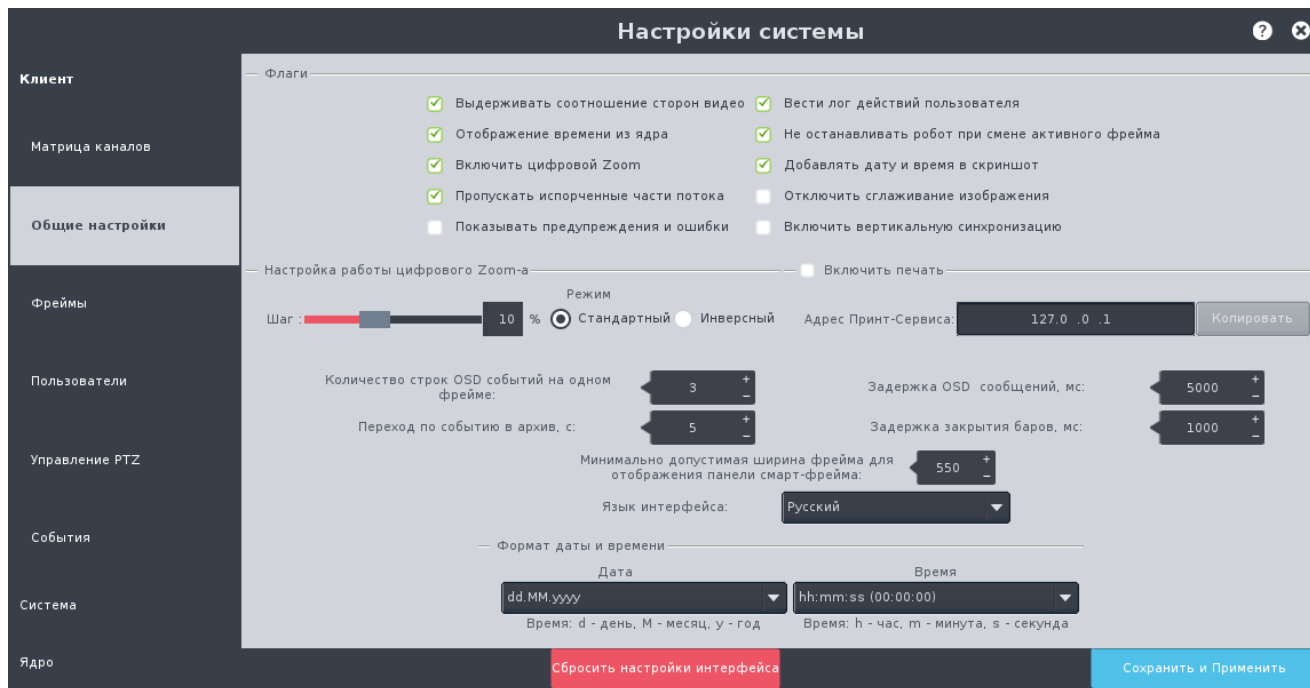 Настройки системы
?
Клиент
Матрица каналов
Общие настройки
Фреймы
Пользователи
Управление PTZ
События
Система
Ядро
Флаги
Выдерживать соотношение сторон видео
Вести лог действий пользователя
Отображение времени из ядра
Не останавливать робот при смене активного фрейма
Включить цифровой Zoom
Добавлять дату и время в скриншот
Пропускать испорченные части потока
Отключить сглаживание изображения
Показывать предупреждения и ошибки
Включить вертикальную синхронизацию
Настройка работы цифрового Zoom-а
Включить печать
Режим
Шаг : 10 %
Стандартный
Инверсный
Адрес Принт-Сервиса: 127.0 .0 .1
Копировать
Количество строк OSD событий на одном
фрейме:
3 + −
Задержка OSD сообщений, мс: 5000 + −
Переход по событию в архив, с: 5 + −
Задержка закрытия баров, мс: 1000 + −
Минимально допустимая ширина фрейма для
отображения панели смарт-фрейма:
550 + −
Язык интерфейса: Русский
Формат даты и времени
Дата
Время
dd.MM.yyyy
hh:mm:ss (00:00:00)
Время: d - день, M - месяц, y - год
Время: h - час, m - минута, s - секунда
Сбросить настройки интерфейса
Сохранить и Применить